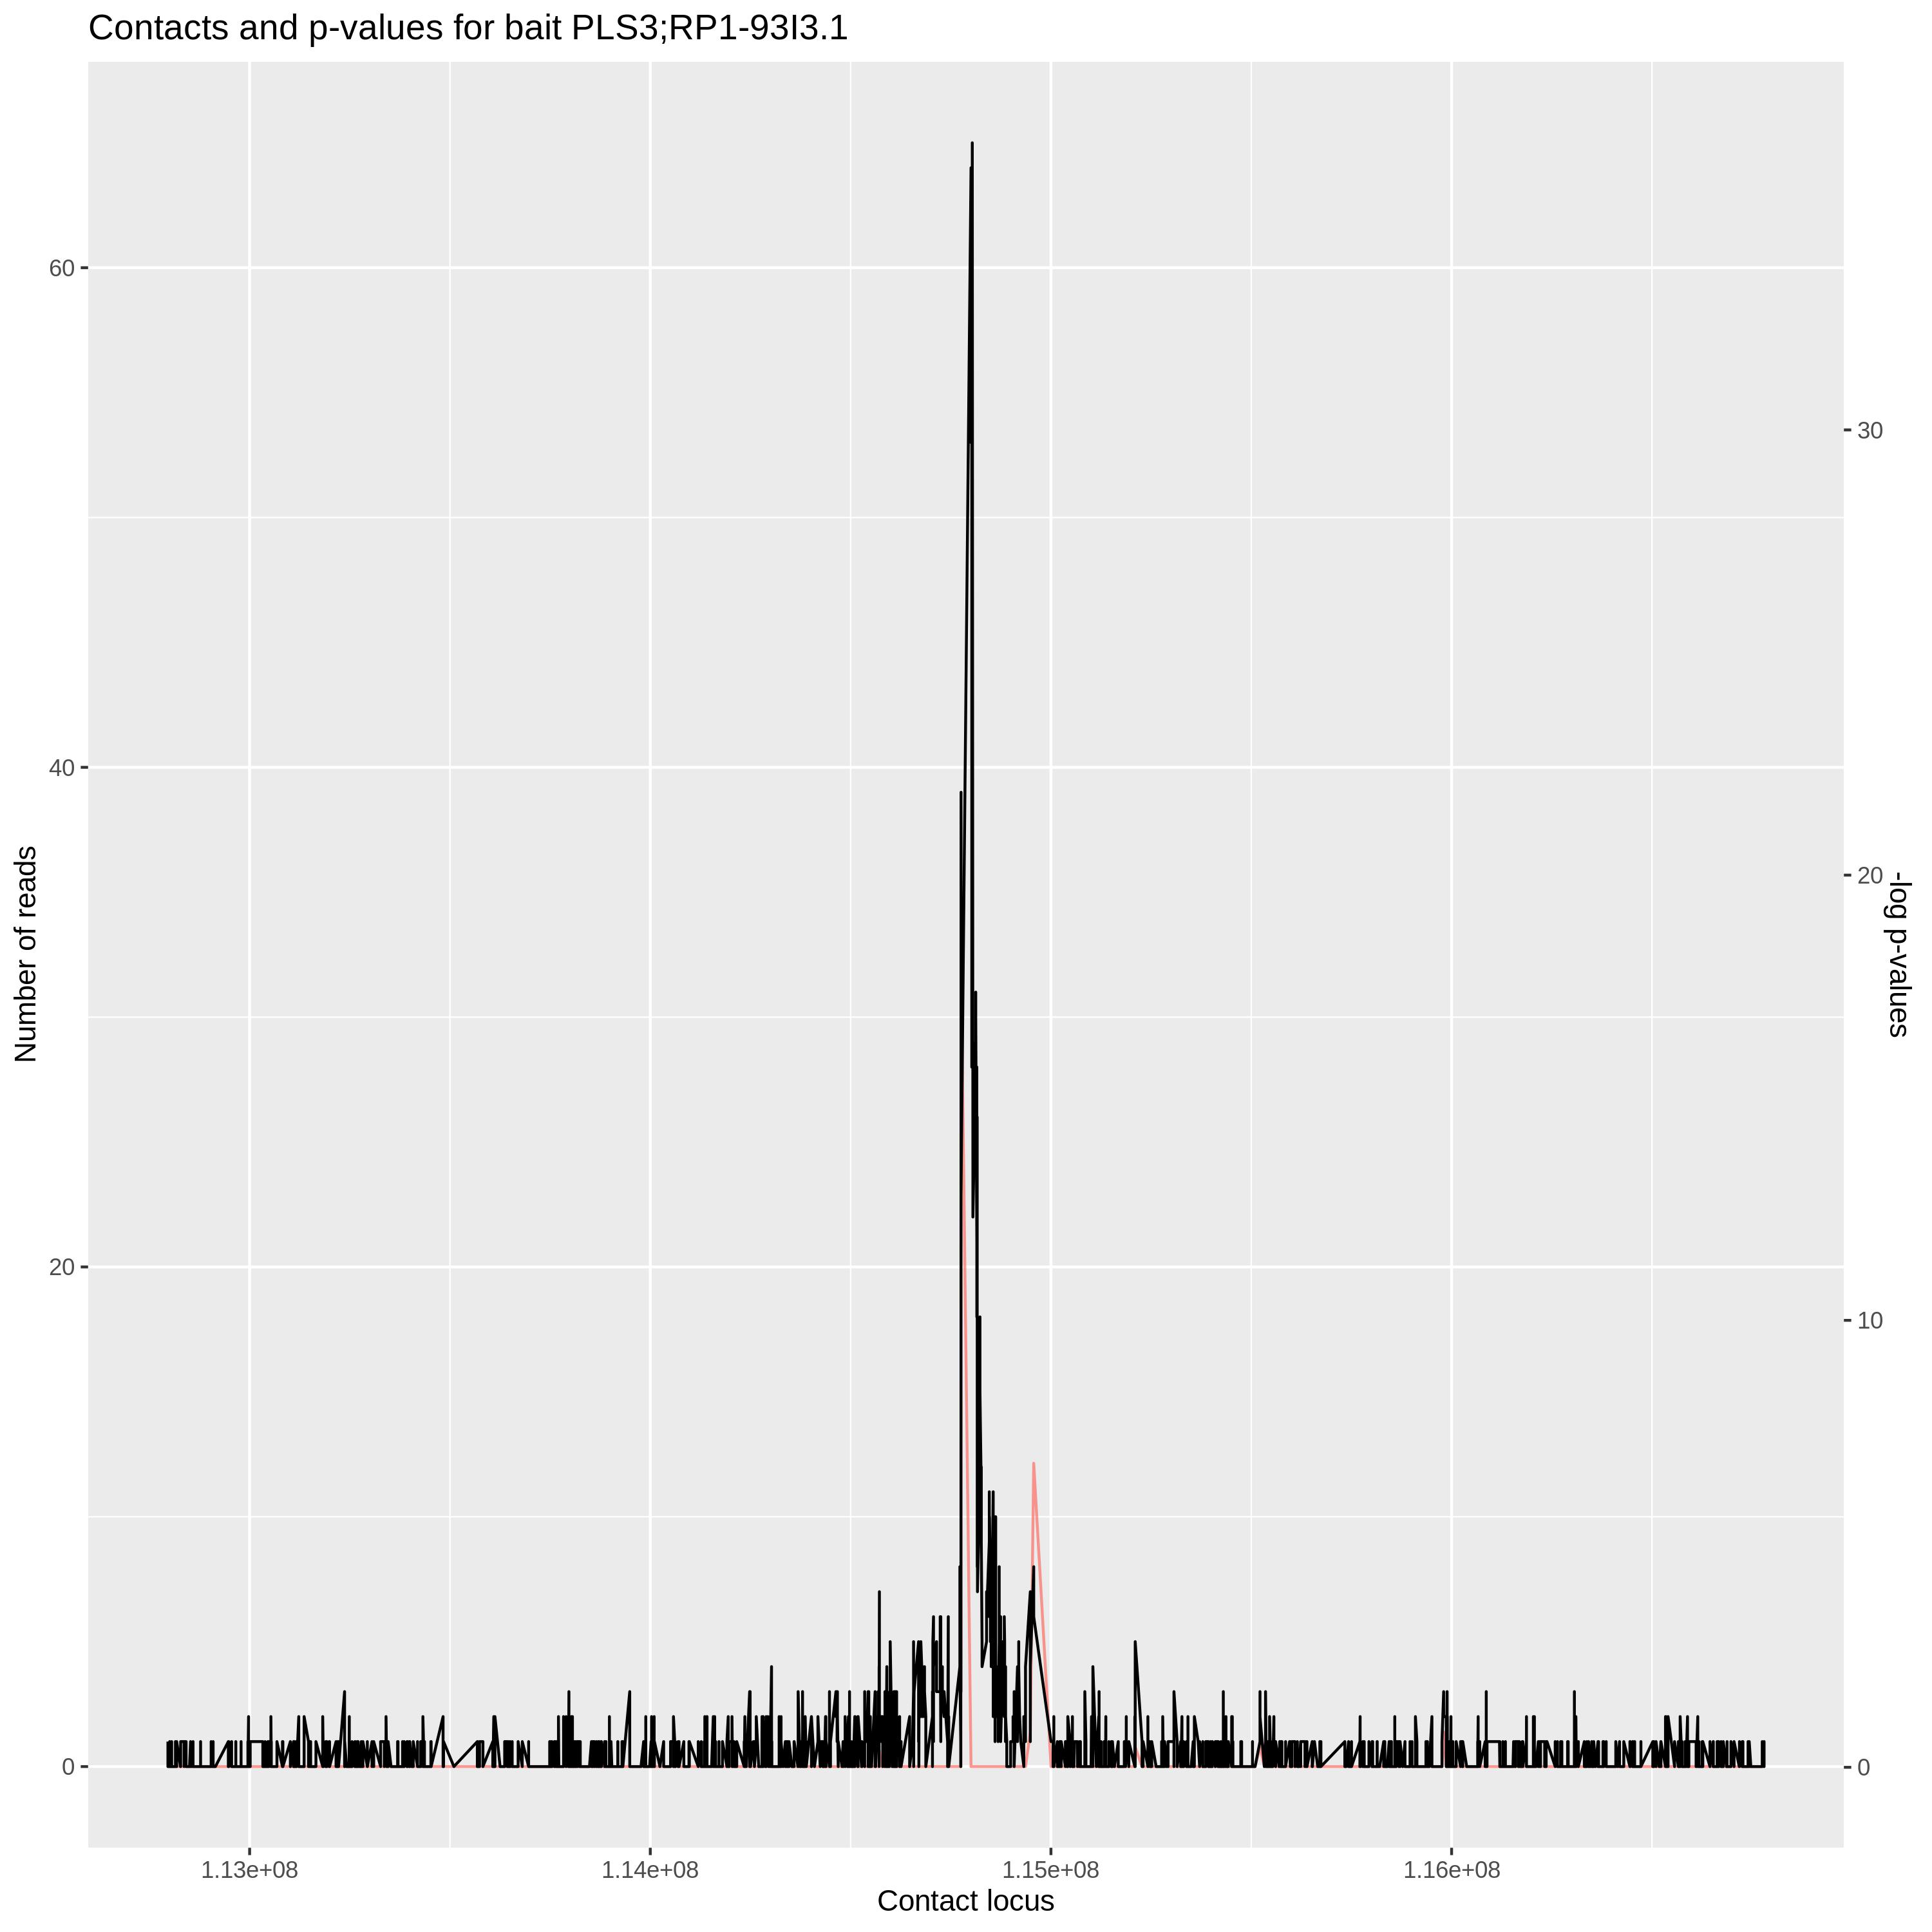 Contacts and p-values for bait PLS3;RP1-93I3.1
Number of reads
60
40
20
0
30
20
10
0
-log p-values
1.13e+08 1.14e+08 1.15e+08 1.16e+08
Contact locus